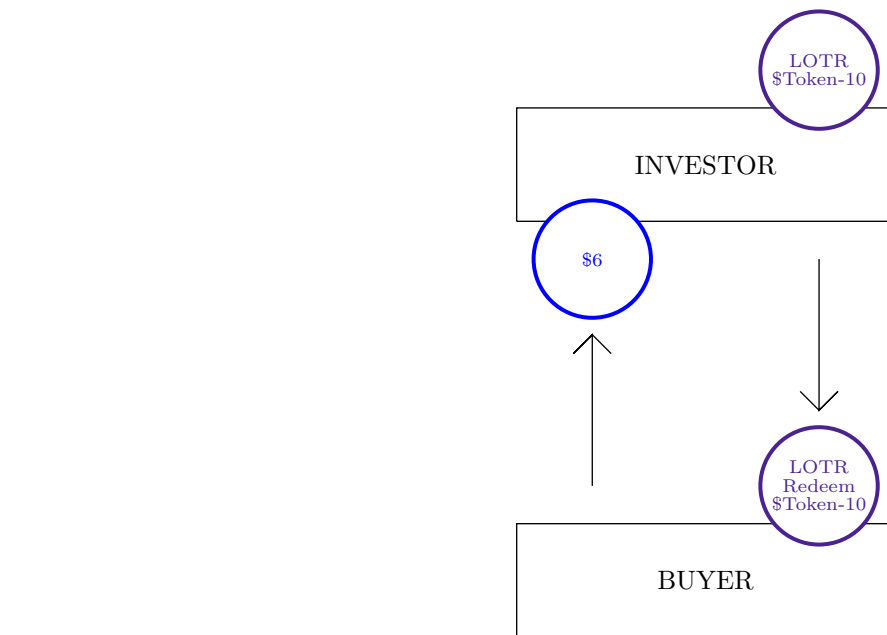 LOTR
$Token-10
INVESTOR
$6
LOTR
Redeem
$Token-10
BUYER